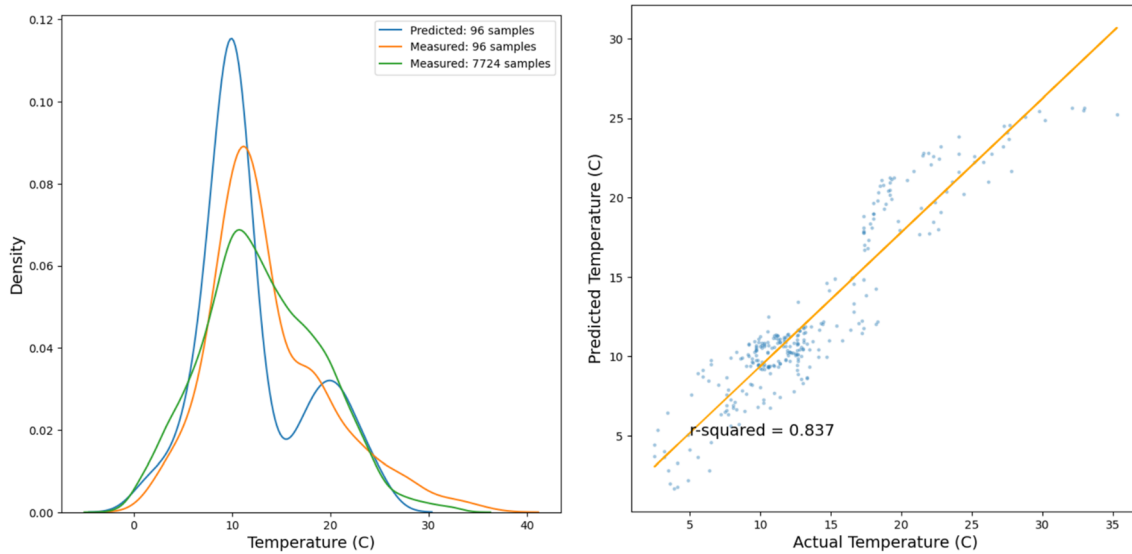 0.12
0.10
0.08
0.06
0.04
0.02
0.00
Density
0 10 20 30 40
Temperature (C)
Predicted: 96 samples
Measured: 96 samples
Measured: 7724 samples
30
25
20
15
10
5
Predicted Temperature (C)
r-squared = 0.837
5 10 15 20 25 30 35
Actual Temperature (C)